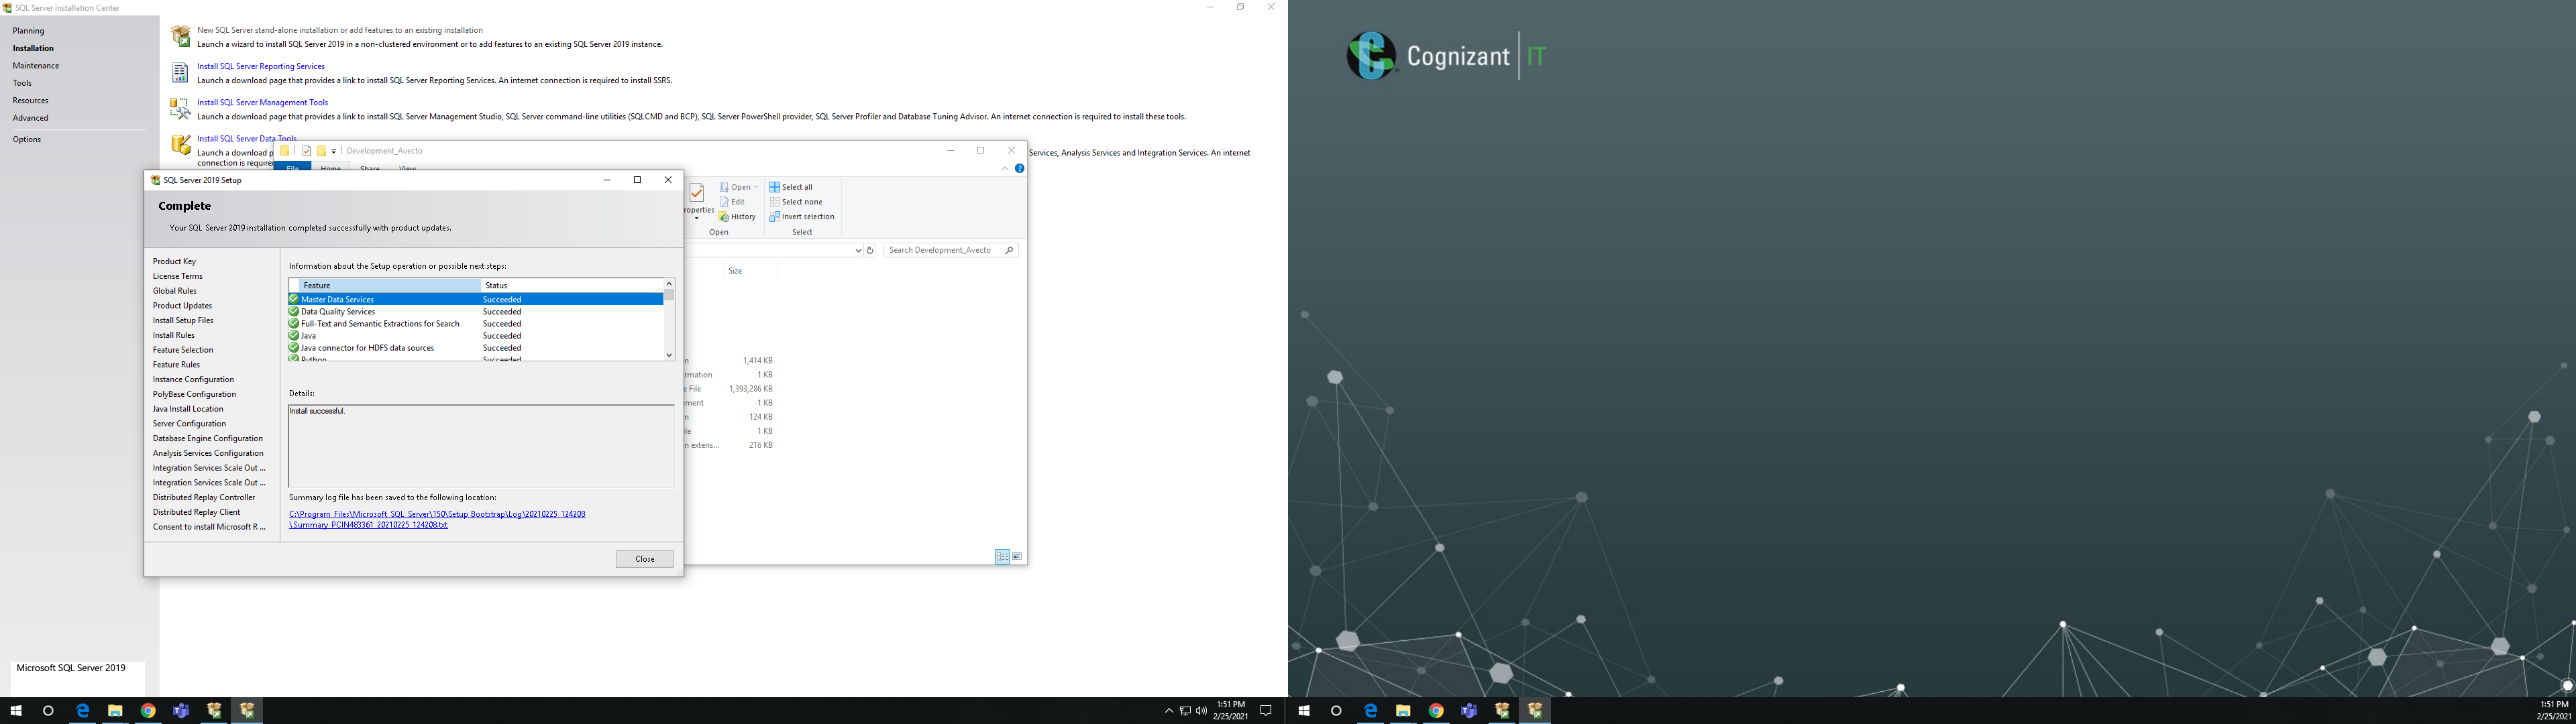 SQL Server Installation Center
Planning
Installation
Maintenance
Tools
Resources
Advanced
Options
New SQL Server stand-alone installation or add features to an existing installation
Launch a wizard to install SQL Server 2019 in a non-clustered environment or to add features to an existing SQL Server 2019 instance.
Install SQL Server Reporting Services
Launch a download page that provides a link to install SQL Server Reporting Services. An internet connection is required to install SSRS.
Install SQL Server Management Tools
Launch a download page that provides a link to install SQL Server Management Studio, SQL Server command-line utilities (SQLCMD and BCP), SQL Server PowerShell provider, SQL Server Profiler and Database Tuning Advisor. An internet connection is required to install these tools.
Install SQL Server Data Tools
Launch a download p
Services, Analysis Services and Integration Services. An internet
connection is require
Development_Avecto
File Home Share View
Open
Edit
History
Open
Select all
Select none
Invert selection
Select
roperties
Search Development_Avecto
Size
n 1,414 KB
rmation 1 KB
e File 1,393,286 KB
ument 1 KB
n 124 KB
ile 1 KB
n extens... 216 KB
SQL Server 2019 Setup
Complete
Your SQL Server 2019 installation completed successfully with product updates.
Product Key
License Terms
Global Rules
Product Updates
Install Setup Files
Install Rules
Feature Selection
Feature Rules
Instance Configuration
PolyBase Configuration
Java Install Location
Server Configuration
Database Engine Configuration
Analysis Services Configuration
Integration Services Scale Out ...
Integration Services Scale Out ...
Distributed Replay Controller
Distributed Replay Client
Consent to install Microsoft R ...
Information about the Setup operation or possible next steps:
Feature Status
Master Data Services Succeeded
Data Quality Services Succeeded
Full-Text and Semantic Extractions for Search Succeeded
Java Succeeded
Java connector for HDFS data sources Succeeded
Python Succeeded
Details:
Install successful.
Summary log file has been saved to the following location:
C:\Program Files\Microsoft SQL Server\150\Setup Bootstrap\Log\20210225_124208
\Summary_PCIN483361_20210225_124208.txt
Close
Microsoft SQL Server 2019
1:51 PM
2/25/2021
Cognizant IT
1:51 PM
2/25/2021